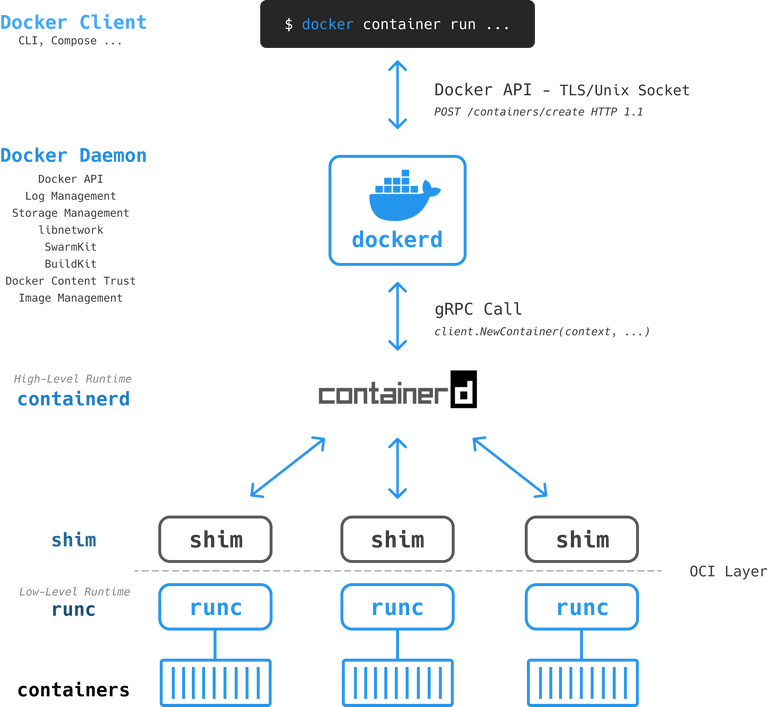 Docker Client
CLI, Compose ...
$ docker container run ...
Docker API - TLS/Unix Socket
POST /containers/create HTTP 1.1
Docker Daemon
Docker API
Log Management
Storage Management
libnetwork
SwarmKit
BuildKit
Docker Content Trust
Image Management
dockerd
gRPC Call
client.NewContainer(context, ...)
High-Level Runtime
containerd
containerd
shim
shim
shim
shim
OCI Layer
Low-Level Runtime
runc
runc
runc
runc
containers